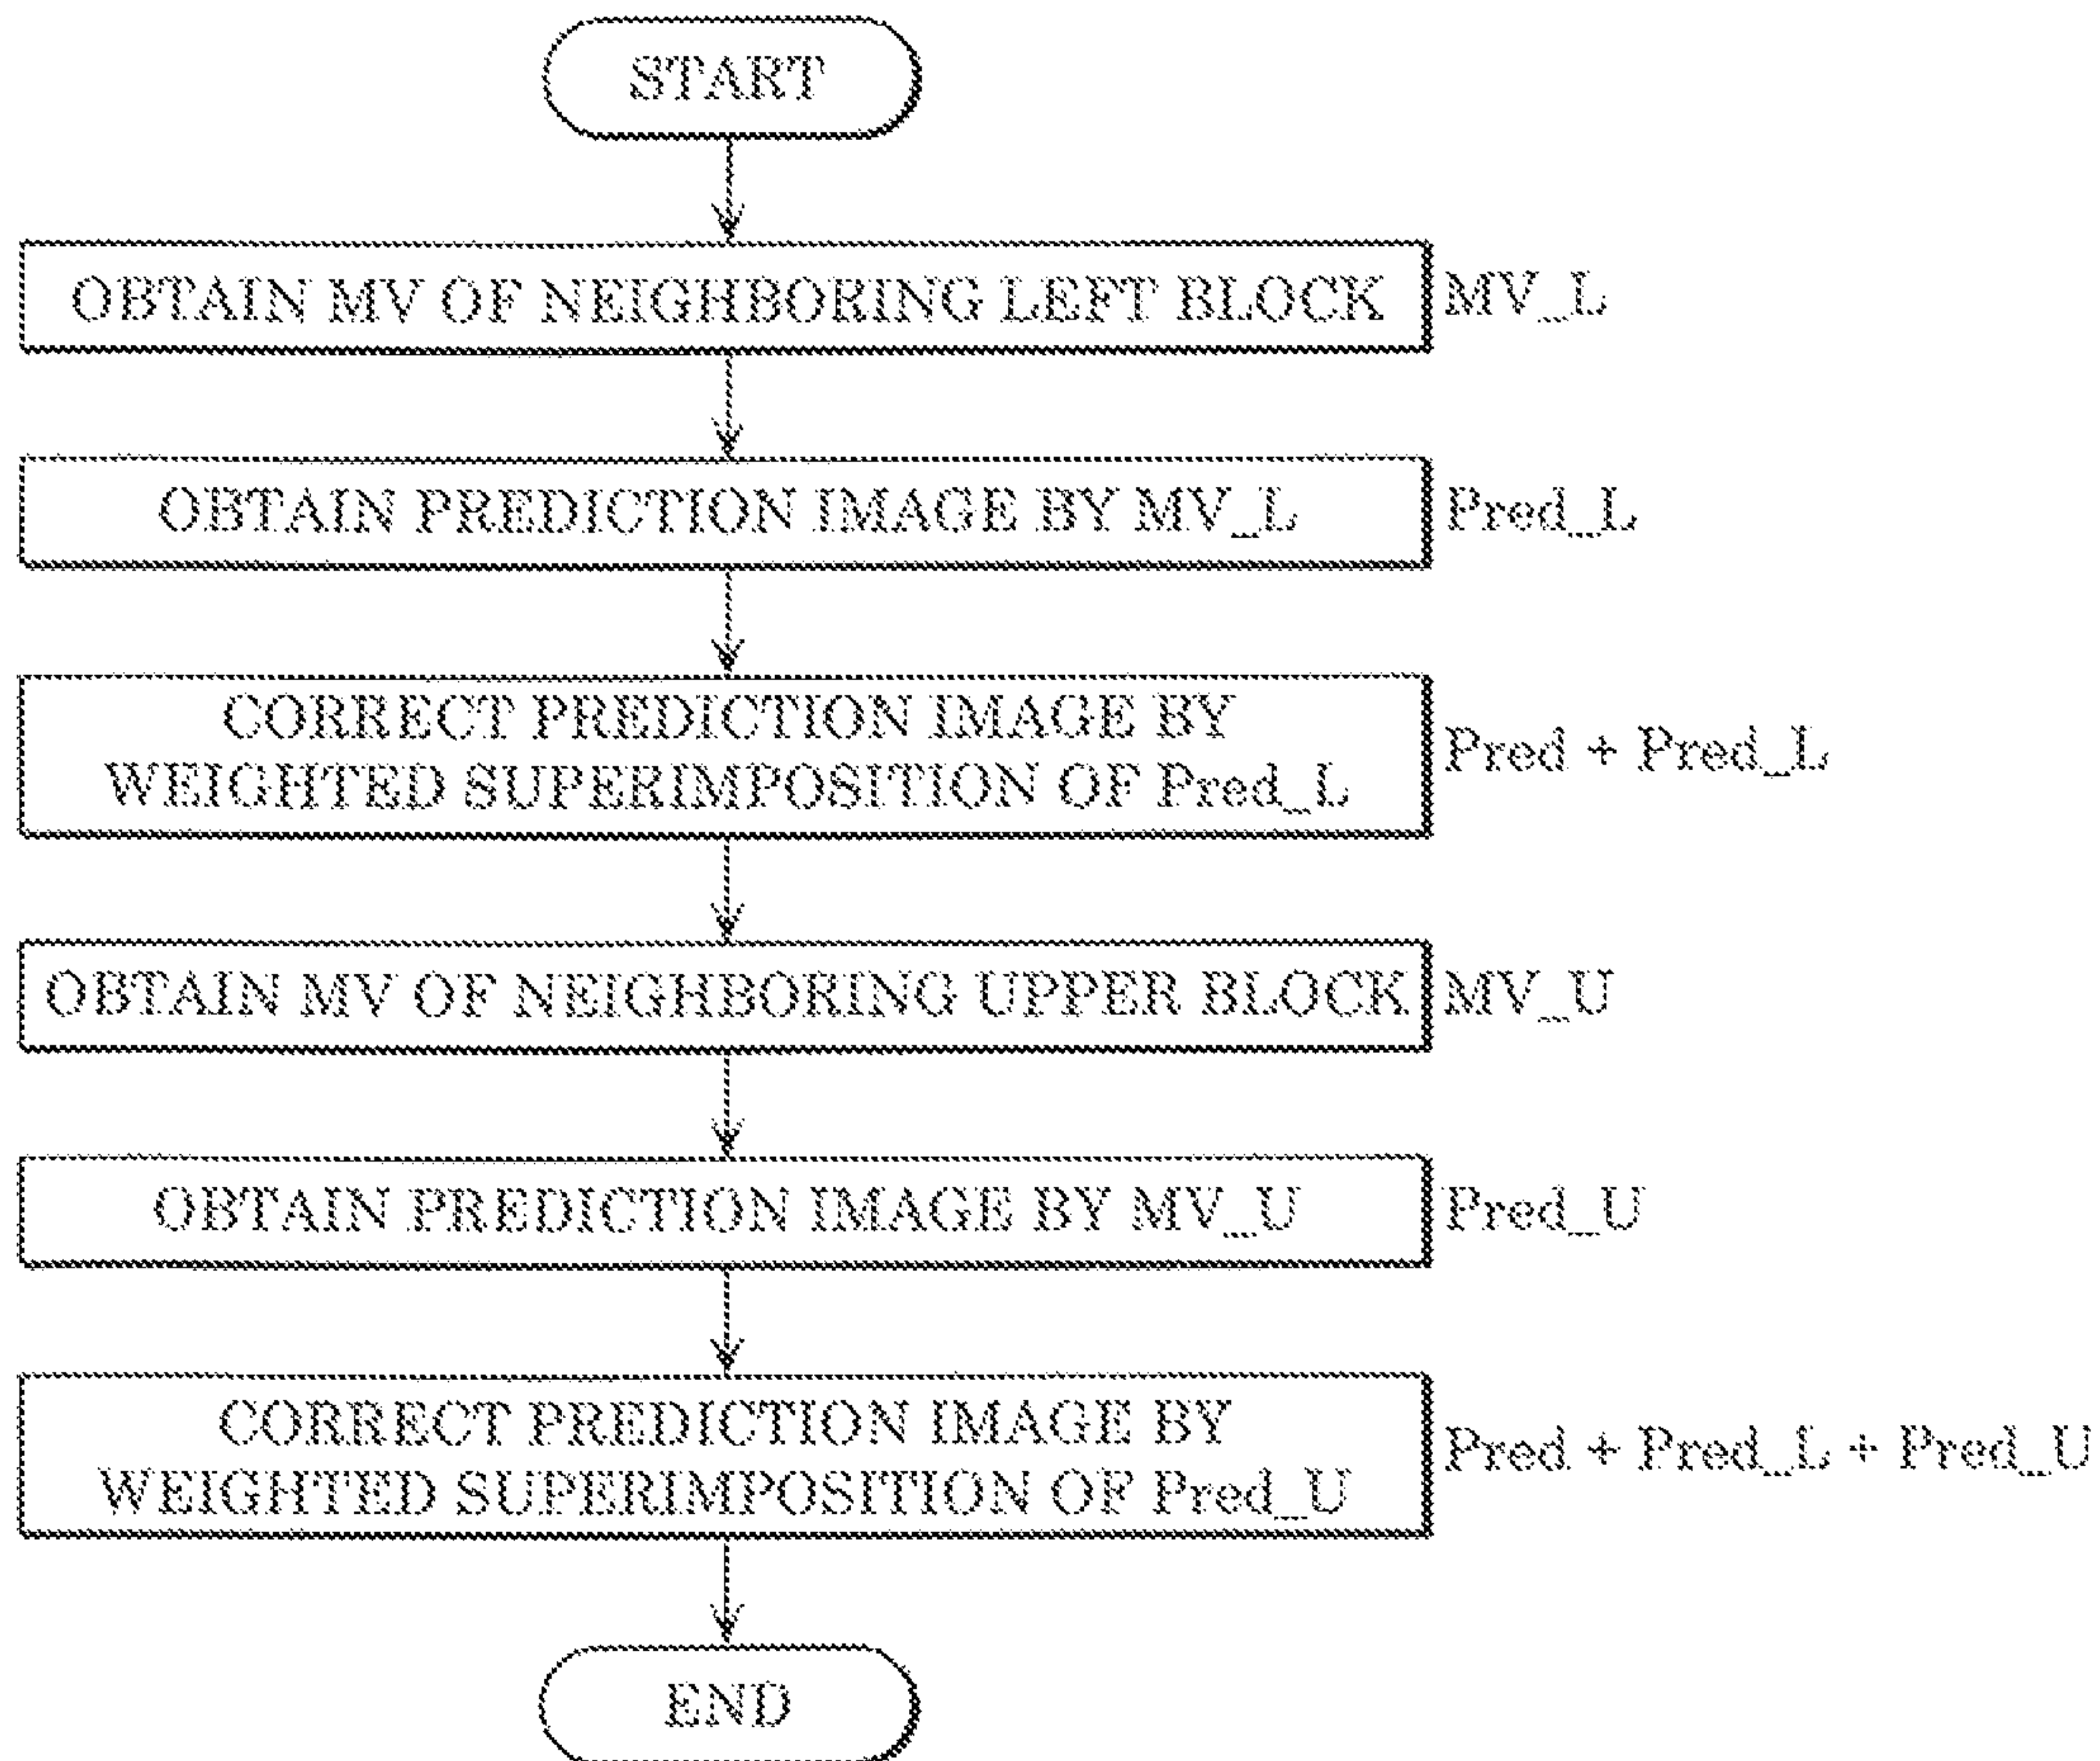 START
OBTAIN MV OF NEIGHBORING LEFT BLOCK MV_L
OBTAIN PREDICTION IMAGE BY MV_L Pred_L
CORRECT PREDICTION IMAGE BY
WEIGHTED SUPERIMPOSITION OF Pred_L
Pred + Pred_L
OBTAIN MV OF NEIGHBORING UPPER BLOCK MV_U
OBTAIN PREDICTION IMAGE BY MV_U Pred_U
CORRECT PREDICTION IMAGE BY
WEIGHTED SUPERIMPOSITION OF Pred_U
Pred + Pred_L + Pred_U
END